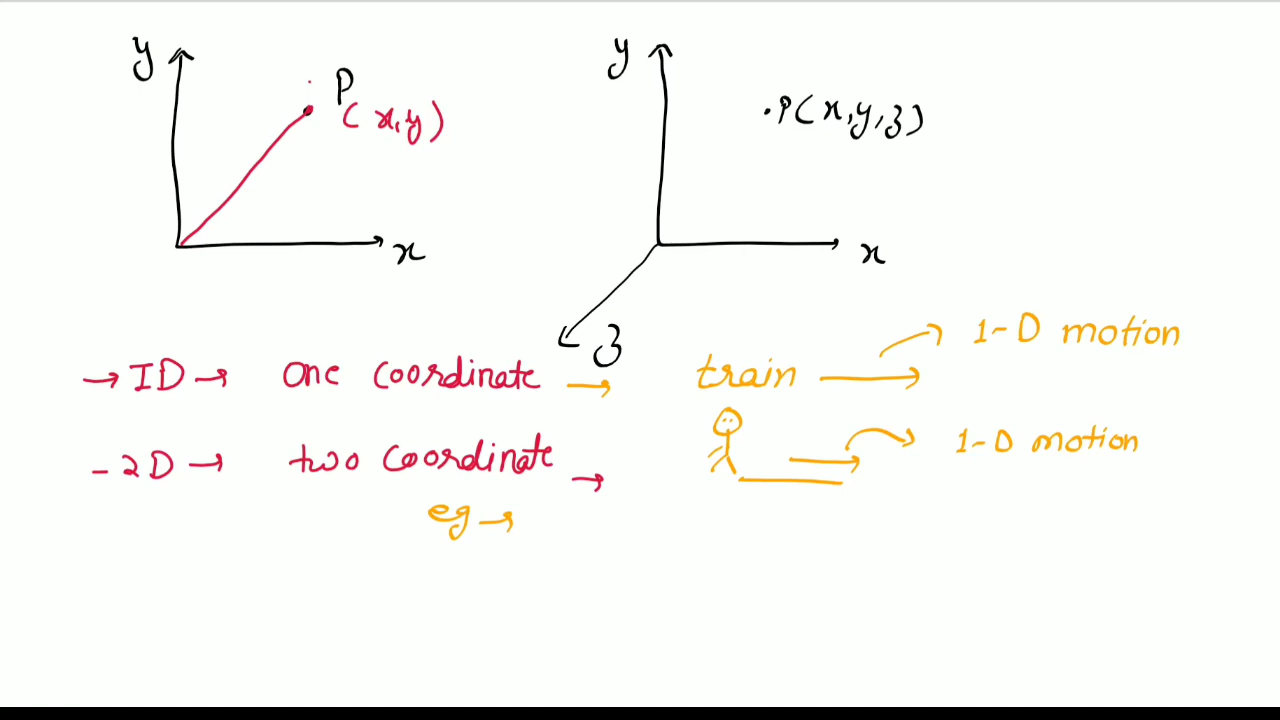 y
P
(x,y)
x
y
.P(x,y,z)
x
z
→ 1D → one coordinate → train → 1-D motion
- 2D → two coordinate → 1-D motion
eg →